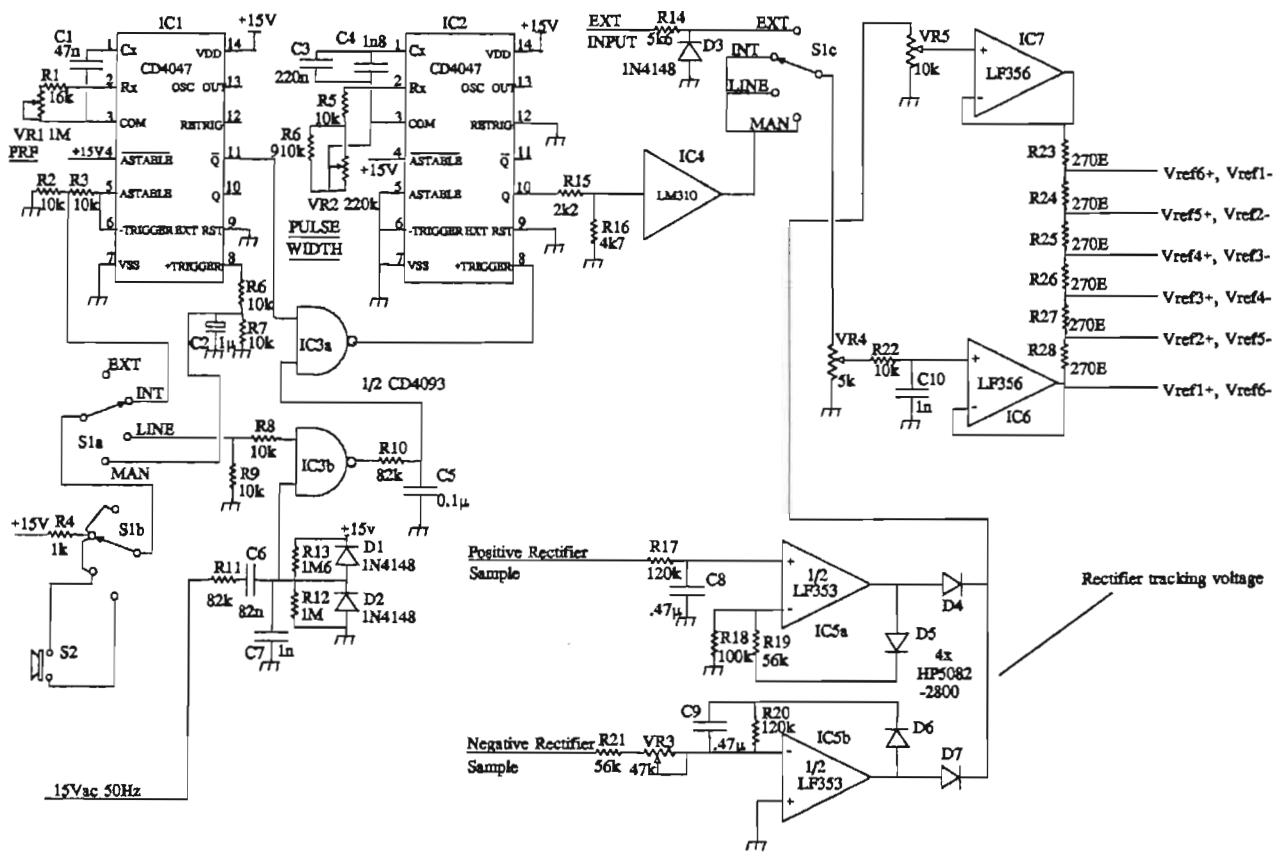 IC1
+15V
C1
47n
1
Cx
VDD
14
CD4047
R1
16k
2
Rx
OSC OUT
13
3
COM
RETRIG
12
VR1 1M
PRF
+15V
4
ASTABLE
Q
11
R2
10k
R3
10k
5
ASTABLE
Q
10
6
-TRIGGER
EXT RST
9
7
VSS
+TRIGGER
8
IC2
+15V
C3
220n
C4
1n8
1
Cx
VDD
14
CD4047
2
Rx
OSC OUT
13
R5
10k
3
COM
RETRIG
12
R6
910k
+15V
4
ASTABLE
Q
11
VR2
220k
5
ASTABLE
Q
10
PULSE
WIDTH
6
-TRIGGER
EXT RST
9
7
VSS
+TRIGGER
8
R6
10k
C2
1µ
R7
10k
IC3a
1/2 CD4093
EXT
INPUT
R14
5k6
D3
1N4148
EXT
INT
S1c
LINE
MAN
R15
2k2
R16
4k7
IC4
LM310
VR5
10k
IC7
+
-
LF356
R23
270E
Vref6+, Vref1-
R24
270E
Vref5+, Vref2-
R25
270E
Vref4+, Vref3-
R26
270E
Vref3+, Vref4-
R27
270E
Vref2+, Vref5-
R28
270E
Vref1+, Vref6-
VR4
5k
R22
10k
C10
1n
+
-
LF356
IC6
EXT
INT
S1a
LINE
MAN
R8
10k
R9
10k
IC3b
R10
82k
C5
0.1µ
+15V
R4
1k
S1b
S2
R11
82k
C6
82n
+15v
R13
1M6
D1
1N4148
R12
1M
D2
1N4148
C7
1n
15Vac 50Hz
Positive Rectifier
Sample
R17
120k
C8
.47µ
+
-
1/2
LF353
IC5a
D4
R18
100k
R19
56k
D5
4x
HP5082
-2800
Rectifier tracking voltage
Negative Rectifier
Sample
R21
56k
VR3
47k
C9
.47µ
R20
120k
-
+
IC5b
1/2
LF353
D6
D7